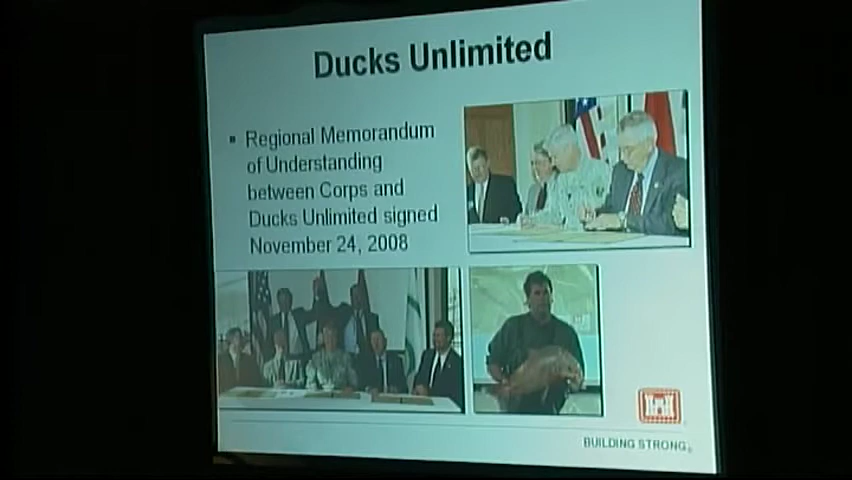 Ducks Unlimited
▪ Regional Memorandum
of Understanding
between Corps and
Ducks Unlimited signed
November 24, 2008
BUILDING STRONG®